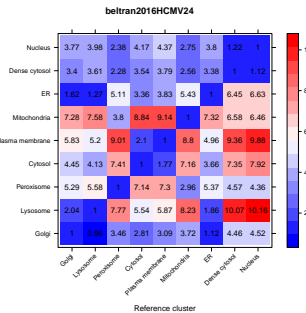 beltran2016HCMV24
Nucleus 3.77 3.98 2.38 4.17 4.37 2.75 3.8 1.22 1
Dense cytosol 3.4 3.61 2.28 3.54 3.79 2.56 3.38 1 1.12
ER 1.62 1.27 5.11 3.36 3.83 5.43 1 6.45 6.63
Mitochondria 7.28 7.58 3.8 8.84 9.14 1 7.32 6.58 6.46
lasma membrane 5.83 5.2 9.01 2.1 1 8.8 4.96 9.36 9.88
Cytosol 4.45 4.13 7.41 1 1.77 7.16 3.66 7.35 7.92
Peroxisome 5.29 5.58 1 7.14 7.3 2.96 5.37 4.57 4.36
Lysosome 2.04 1 7.77 5.54 5.87 8.23 1.86 10.07 10.16
Golgi 1 3.46 2.81 3.09 3.72 1.12 4.46 4.52
Golgi Lysosome Peroxisome Cytosol Plasma membrane Mitochondria ER Dense cytosol Nucleus
Reference cluster